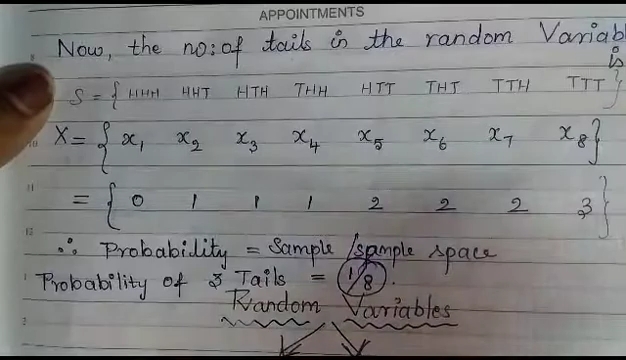 APPOINTMENTS
Now, the no: of tails is the random Variab
is
S = { HHH HHT HTH THH HTT THT TTH TTT }
X = { x₁ x₂ x₃ x₄ x₅ x₆ x₇ x₈ }
= { 0 1 1 1 2 2 2 3 }
∴ Probability = Sample / sample space
Probability of 3 Tails = 1/8.
Random Variables